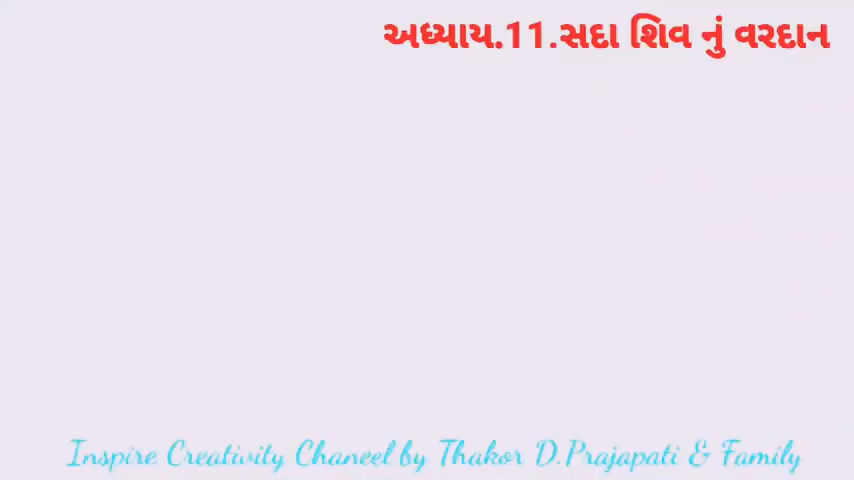 અધ્યાય.11.સદા શિવ નું વરદાન
Inspire Creativity Chaneel by Thakor D.Prajapati & Family